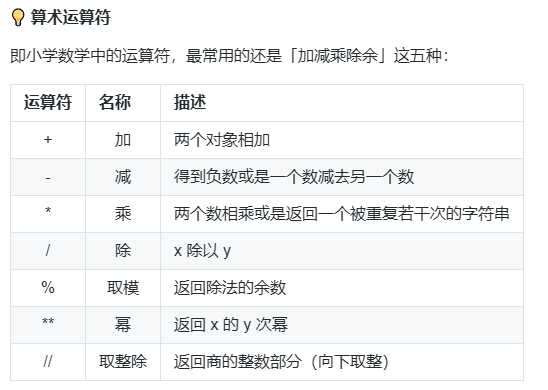 算术运算符
即小学数学中的运算符，最常用的还是「加减乘除余」这五种：
运算符 名称 描述
+ 加 两个对象相加
- 减 得到负数或是一个数减去另一个数
* 乘 两个数相乘或是返回一个被重复若干次的字符串
/ 除 x 除以 y
% 取模 返回除法的余数
** 幂 返回 x 的 y 次幂
// 取整除 返回商的整数部分（向下取整）